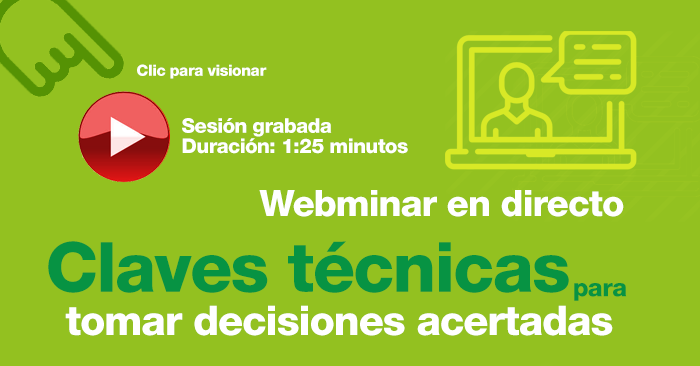 Clic para visionar
Sesión grabada
Duración: 1:25 minutos
Webminar en directo
Claves técnicas para
tomar decisiones acertadas